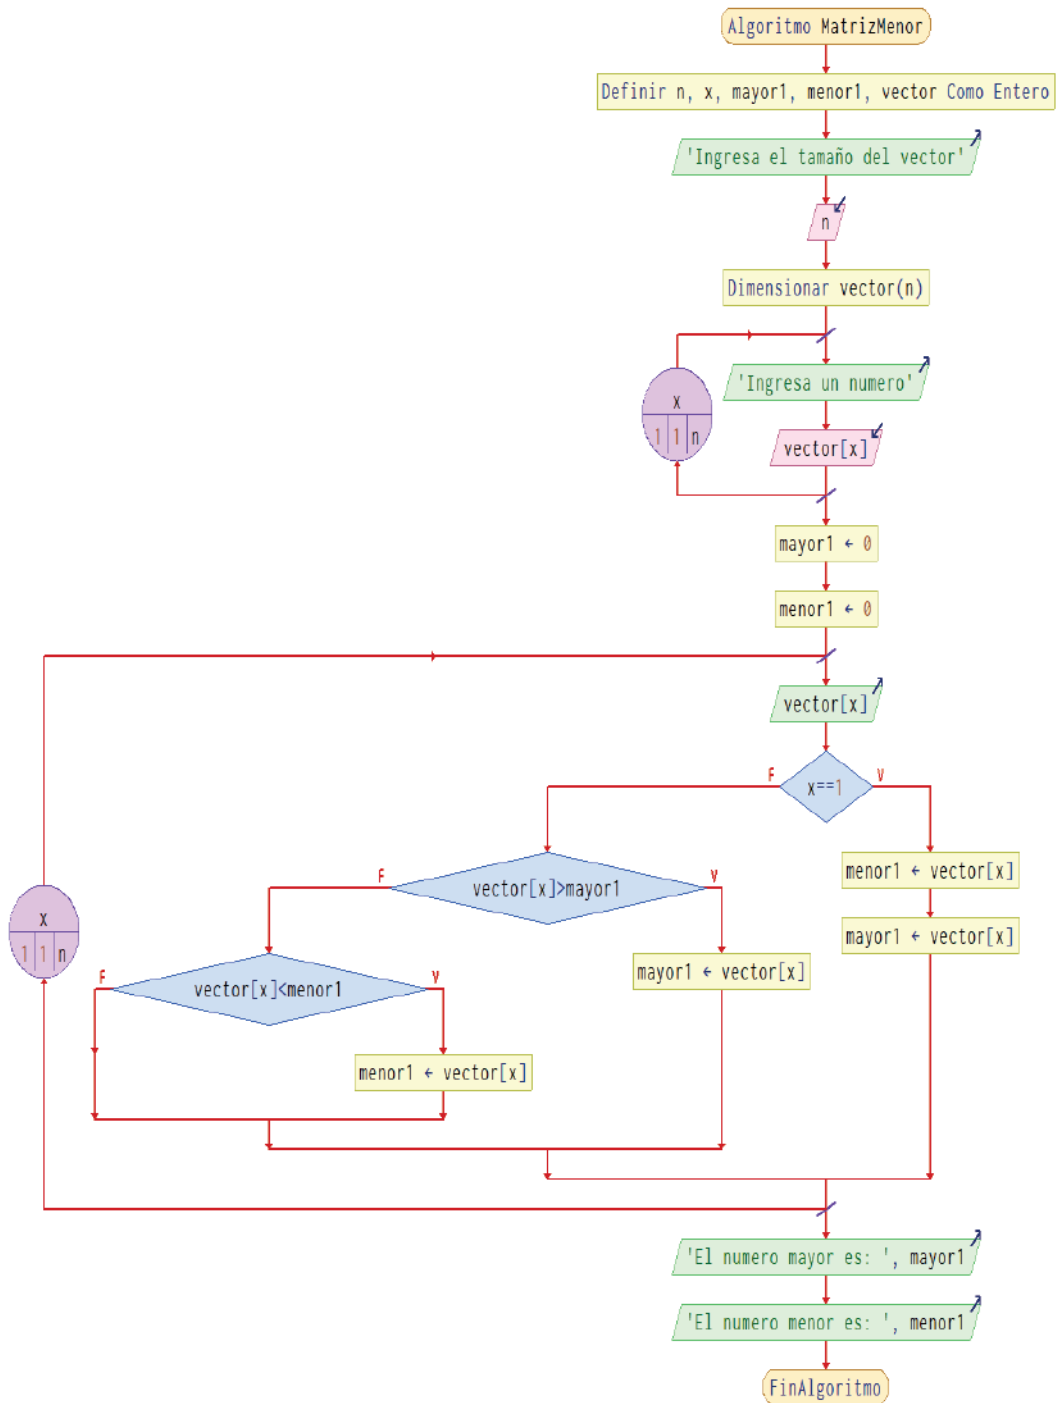 Algoritmo MatrizMenor
Definir n, x, mayor1, menor1, vector Como Entero
'Ingresa el tamaño del vector'
n
Dimensionar vector(n)
'Ingresa un numero'
x
1 1 n
vector[x]
mayor1 ← 0
menor1 ← 0
vector[x]
F
x==1
V
menor1 ← vector[x]
F
vector[x]>mayor1
V
x
1 1 n
mayor1 ← vector[x]
mayor1 ← vector[x]
F
vector[x]<menor1
V
menor1 ← vector[x]
'El numero mayor es: ', mayor1
'El numero menor es: ', menor1
FinAlgoritmo